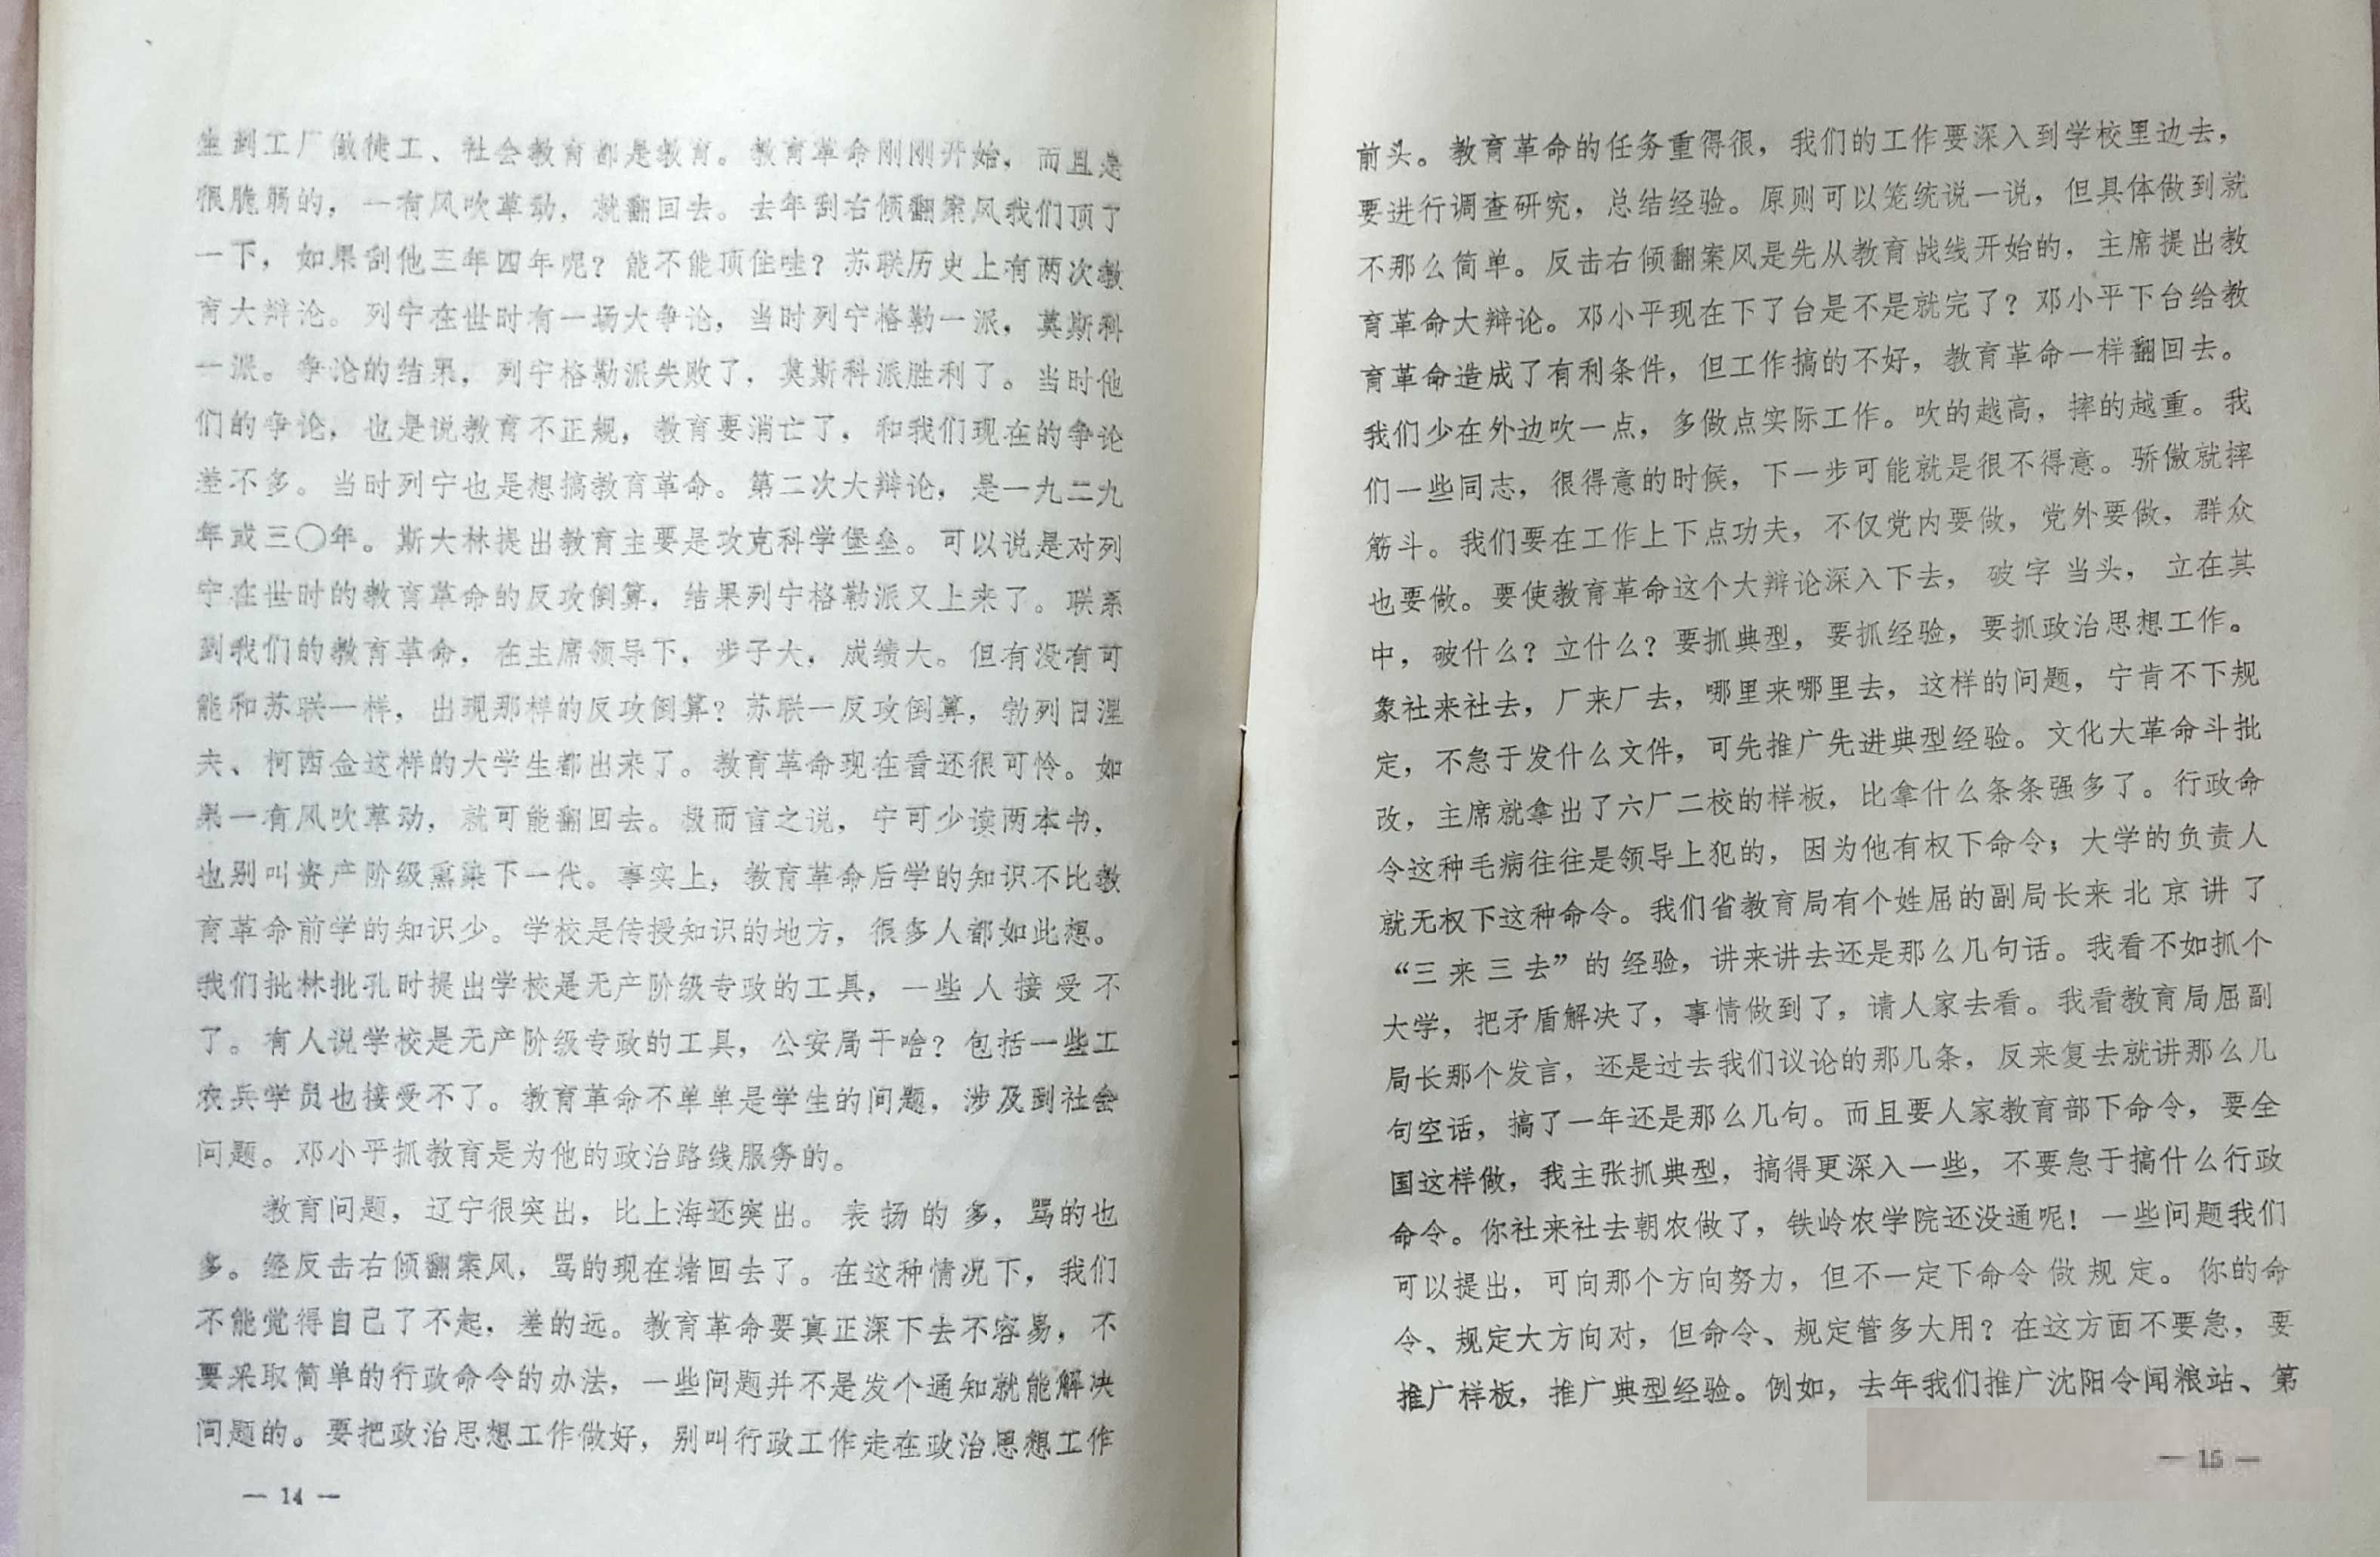 生到工厂做徒工、社会教育都是教育。教育革命刚刚开始，而且是
很脆弱的，一有风吹草动，就翻回去。去年刮右倾翻案风我们顶了
一下，如果刮他三年四年呢？能不能顶住哇？苏联历史上有两次教
育大辩论。列宁在世时有一场大争论，当时列宁格勒一派，莫斯科
一派。争论的结果，列宁格勒派失败了，莫斯科派胜利了。当时他
们的争论，也是说教育不正规，教育要消亡了，和我们现在的争论
差不多。当时列宁也是想搞教育革命。第二次大辩论，是一九二九
年或三〇年。斯大林提出教育主要是攻克科学堡垒。可以说是对列
宁在世时的教育革命的反攻倒算，结果列宁格勒派又上来了。联系
到我们的教育革命，在主席领导下，步子大，成绩大。但有没有可
能和苏联一样，出现那样的反攻倒算？苏联一反攻倒算，勃列日涅
夫、柯西金这样的大学生都出来了。教育革命现在看还很可怜。如
果一有风吹草动，就可能翻回去。极而言之说，宁可少读两本书，
也别叫资产阶级熏染下一代。事实上，教育革命后学的知识不比教
育革命前学的知识少。学校是传授知识的地方，很多人都如此想。
我们批林批孔时提出学校是无产阶级专政的工具，一些人接受不
了。有人说学校是无产阶级专政的工具，公安局干啥？包括一些工
农兵学员也接受不了。教育革命不单单是学生的问题，涉及到社会
问题。邓小平抓教育是为他的政治路线服务的。
教育问题，辽宁很突出，比上海还突出。表扬的多，骂的也
多。经反击右倾翻案风，骂的现在堵回去了。在这种情况下，我们
不能觉得自己了不起，差的远。教育革命要真正深下去不容易，不
要采取简单的行政命令的办法，一些问题并不是发个通知就能解决
问题的。要把政治思想工作做好，别叫行政工作走在政治思想工作
— 14 —
前头。教育革命的任务重得很，我们的工作要深入到学校里边去，
要进行调查研究，总结经验。原则可以笼统说一说，但具体做到就
不那么简单。反击右倾翻案风是先从教育战线开始的，主席提出教
育革命大辩论。邓小平现在下了台是不是就完了？邓小平下台给教
育革命造成了有利条件，但工作搞的不好，教育革命一样翻回去。
我们少在外边吹一点，多做点实际工作。吹的越高，摔的越重。我
们一些同志，很得意的时候，下一步可能就是很不得意。骄傲就摔
筋斗。我们要在工作上下点功夫，不仅党内要做，党外要做，群众
也要做。要使教育革命这个大辩论深入下去，破字当头，立在其
中，破什么？立什么？要抓典型，要抓经验，要抓政治思想工作。
象社来社去，厂来厂去，哪里来哪里去，这样的问题，宁肯不下规
定，不急于发什么文件，可先推广先进典型经验。文化大革命斗批
改，主席就拿出了六厂二校的样板，比拿什么条条强多了。行政命
令这种毛病往往是领导上犯的，因为他有权下命令；大学的负责人
就无权下这种命令。我们省教育局有个姓屈的副局长来北京讲了
“三来三去”的经验，讲来讲去还是那么几句话。我看不如抓个
大学，把矛盾解决了，事情做到了，请人家去看。我看教育局屈副
局长那个发言，还是过去我们议论的那几条，反来复去就讲那么几
句空话，搞了一年还是那么几句。而且要人家教育部下命令，要全
国这样做，我主张抓典型，搞得更深入一些，不要急于搞什么行政
命令。你社来社去朝农做了，铁岭农学院还没通呢！一些问题我们
可以提出，可向那个方向努力，但不一定下命令做规定。你的命
令、规定大方向对，但命令、规定管多大用？在这方面不要急，要
推广样板，推广典型经验。例如，去年我们推广沈阳令闻粮站、第
— 15 —